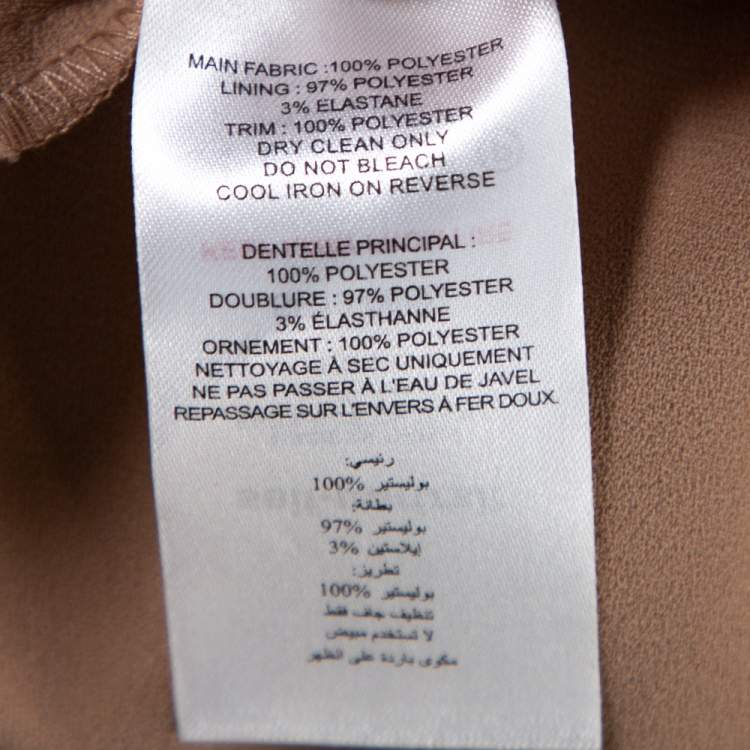 MAIN FABRIC :100% POLYESTER
LINING : 97% POLYESTER
3% ELASTANE
TRIM : 100% POLYESTER
DRY CLEAN ONLY
DO NOT BLEACH
COOL IRON ON REVERSE
DENTELLE PRINCIPAL :
100% POLYESTER
DOUBLURE : 97% POLYESTER
3% ÉLASTHANNE
ORNEMENT : 100% POLYESTER
NETTOYAGE À SEC UNIQUEMENT
NE PAS PASSER À L'EAU DE JAVEL
REPASSAGE SUR L'ENVERS À FER DOUX.
رئيسي:
بوليستير 100%
بطانة:
بوليستير 97%
إيلاستين 3%
تطريز:
بوليستير 100%
تنظيف جاف فقط
لا تستخدم مبيض
مكوى باردة على الظهر